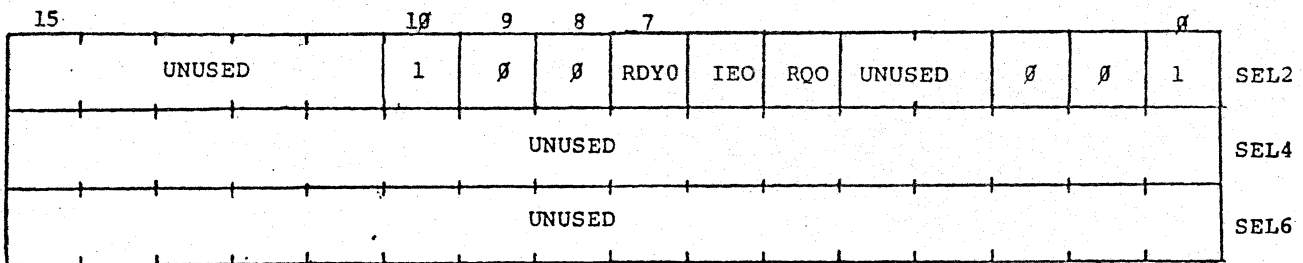 15 10 9 8 7 0
UNUSED 1 0 0 RDY0 IEO RQO UNUSED 0 0 1 SEL2
UNUSED SEL4
UNUSED SEL6